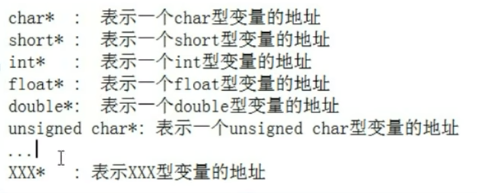 char* : 表示一个char型变量的地址
short* : 表示一个short型变量的地址
int* : 表示一个int型变量的地址
float* : 表示一个float型变量的地址
double*: 表示一个double型变量的地址
unsigned char*: 表示一个unsigned char型变量的地址
...
XXX* : 表示XXX型变量的地址